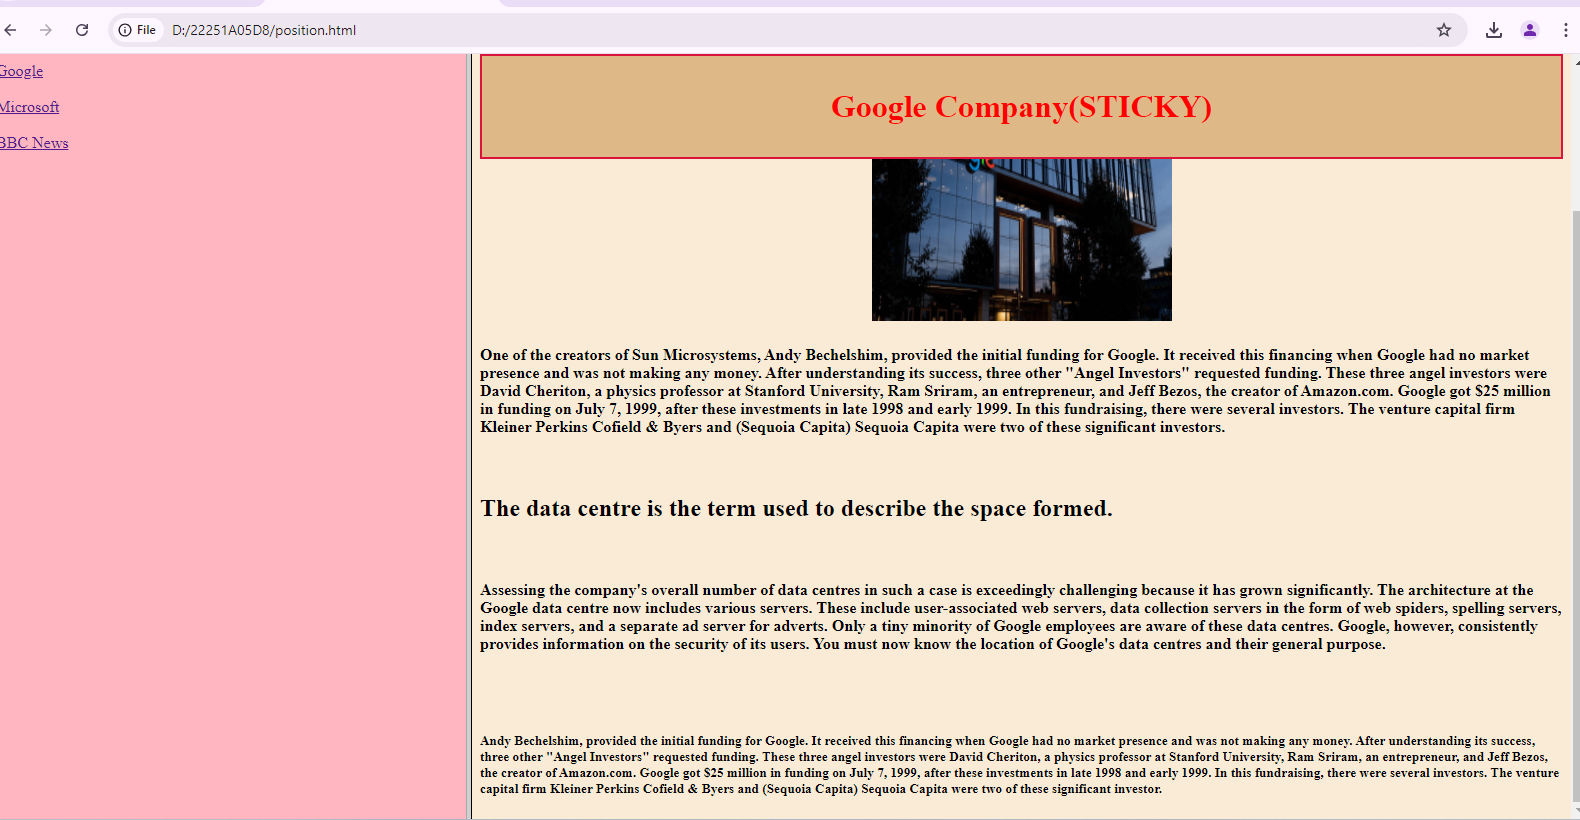 File D:/22251A05D8/position.html
Google
Microsoft
BBC News
Google Company(STICKY)
One of the creators of Sun Microsystems, Andy Bechelshim, provided the initial funding for Google. It received this financing when Google had no market
presence and was not making any money. After understanding its success, three other "Angel Investors" requested funding. These three angel investors were
David Cheriton, a physics professor at Stanford University, Ram Sriram, an entrepreneur, and Jeff Bezos, the creator of Amazon.com. Google got $25 million
in funding on July 7, 1999, after these investments in late 1998 and early 1999. In this fundraising, there were several investors. The venture capital firm
Kleiner Perkins Cofield & Byers and (Sequoia Capita) Sequoia Capita were two of these significant investors.
The data centre is the term used to describe the space formed.
Assessing the company's overall number of data centres in such a case is exceedingly challenging because it has grown significantly. The architecture at the
Google data centre now includes various servers. These include user-associated web servers, data collection servers in the form of web spiders, spelling servers,
index servers, and a separate ad server for adverts. Only a tiny minority of Google employees are aware of these data centres. Google, however, consistently
provides information on the security of its users. You must now know the location of Google's data centres and their general purpose.
Andy Bechelshim, provided the initial funding for Google. It received this financing when Google had no market presence and was not making any money. After understanding its success,
three other "Angel Investors" requested funding. These three angel investors were David Cheriton, a physics professor at Stanford University, Ram Sriram, an entrepreneur, and Jeff Bezos,
the creator of Amazon.com. Google got $25 million in funding on July 7, 1999, after these investments in late 1998 and early 1999. In this fundraising, there were several investors. The venture
capital firm Kleiner Perkins Cofield & Byers and (Sequoia Capita) Sequoia Capita were two of these significant investor.